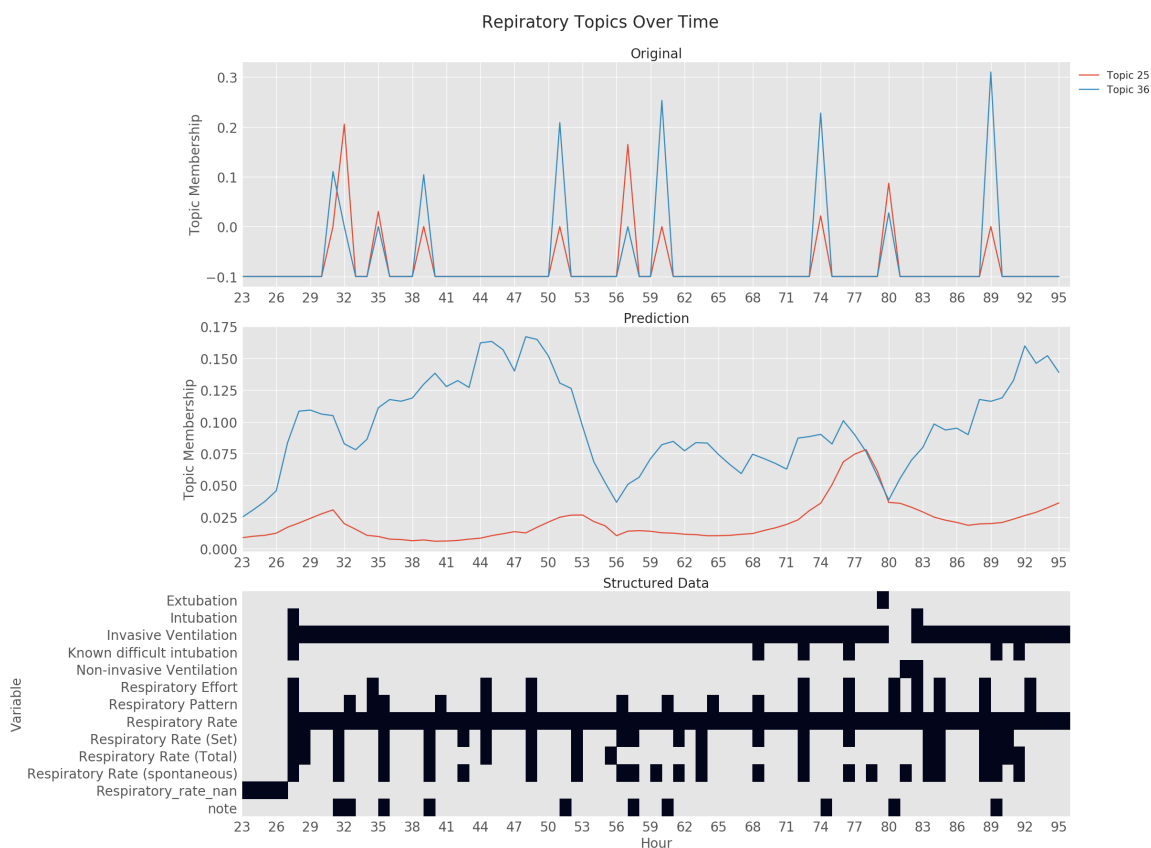 Repiratory Topics Over Time
Original
Topic Membership
0.3
0.2
0.1
0.0
−0.1
23 26 29 32 35 38 41 44 47 50 53 56 59 62 65 68 71 74 77 80 83 86 89 92 95
Topic 25
Topic 36
Prediction
Topic Membership
0.175
0.150
0.125
0.100
0.075
0.050
0.025
0.000
23 26 29 32 35 38 41 44 47 50 53 56 59 62 65 68 71 74 77 80 83 86 89 92 95
Structured Data
Variable
Extubation
Intubation
Invasive Ventilation
Known difficult intubation
Non-invasive Ventilation
Respiratory Effort
Respiratory Pattern
Respiratory Rate
Respiratory Rate (Set)
Respiratory Rate (Total)
Respiratory Rate (spontaneous)
Respiratory_rate_nan
note
23 26 29 32 35 38 41 44 47 50 53 56 59 62 65 68 71 74 77 80 83 86 89 92 95
Hour